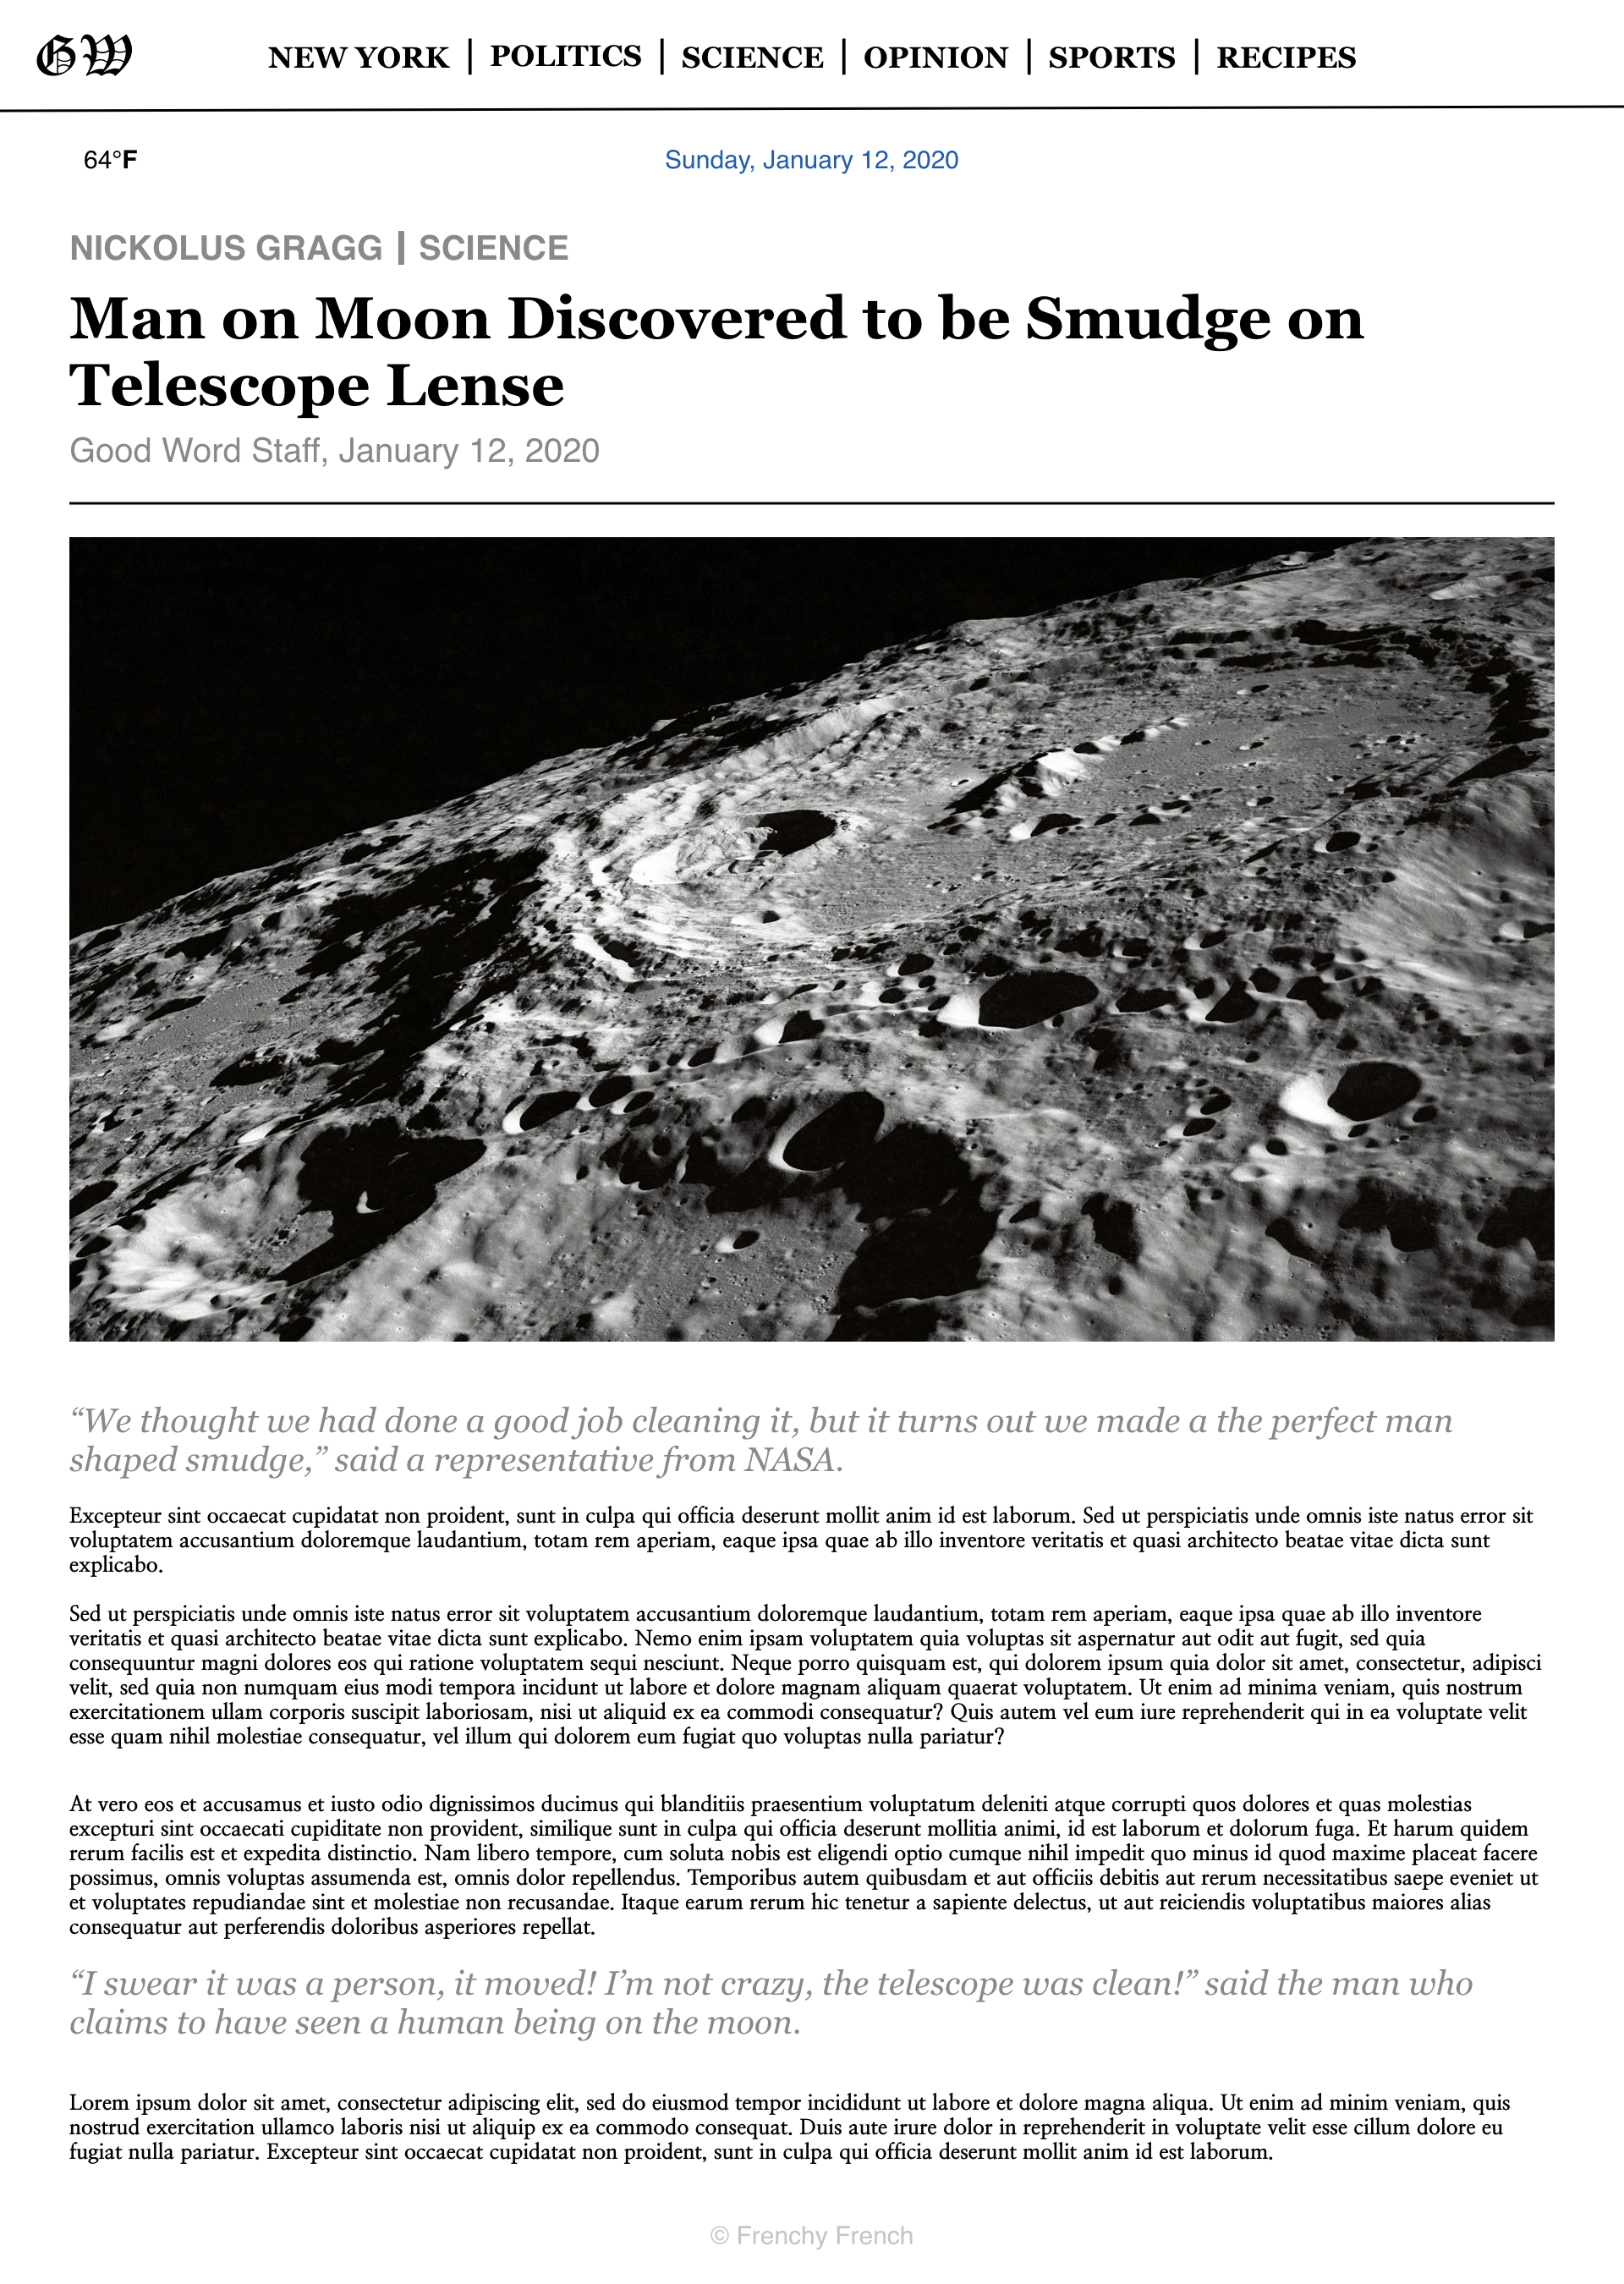 GW
NEW YORK | POLITICS | SCIENCE | OPINION | SPORTS | RECIPES
64°F
Sunday, January 12, 2020
NICKOLUS GRAGG | SCIENCE
Man on Moon Discovered to be Smudge on
Telescope Lense
Good Word Staff, January 12, 2020
“We thought we had done a good job cleaning it, but it turns out we made a the perfect man
shaped smudge,” said a representative from NASA.
Excepteur sint occaecat cupidatat non proident, sunt in culpa qui officia deserunt mollit anim id est laborum. Sed ut perspiciatis unde omnis iste natus error sit
voluptatem accusantium doloremque laudantium, totam rem aperiam, eaque ipsa quae ab illo inventore veritatis et quasi architecto beatae vitae dicta sunt
explicabo.
Sed ut perspiciatis unde omnis iste natus error sit voluptatem accusantium doloremque laudantium, totam rem aperiam, eaque ipsa quae ab illo inventore
veritatis et quasi architecto beatae vitae dicta sunt explicabo. Nemo enim ipsam voluptatem quia voluptas sit aspernatur aut odit aut fugit, sed quia
consequuntur magni dolores eos qui ratione voluptatem sequi nesciunt. Neque porro quisquam est, qui dolorem ipsum quia dolor sit amet, consectetur, adipisci
velit, sed quia non numquam eius modi tempora incidunt ut labore et dolore magnam aliquam quaerat voluptatem. Ut enim ad minima veniam, quis nostrum
exercitationem ullam corporis suscipit laboriosam, nisi ut aliquid ex ea commodi consequatur? Quis autem vel eum iure reprehenderit qui in ea voluptate velit
esse quam nihil molestiae consequatur, vel illum qui dolorem eum fugiat quo voluptas nulla pariatur?
At vero eos et accusamus et iusto odio dignissimos ducimus qui blanditiis praesentium voluptatum deleniti atque corrupti quos dolores et quas molestias
excepturi sint occaecati cupiditate non provident, similique sunt in culpa qui officia deserunt mollitia animi, id est laborum et dolorum fuga. Et harum quidem
rerum facilis est et expedita distinctio. Nam libero tempore, cum soluta nobis est eligendi optio cumque nihil impedit quo minus id quod maxime placeat facere
possimus, omnis voluptas assumenda est, omnis dolor repellendus. Temporibus autem quibusdam et aut officiis debitis aut rerum necessitatibus saepe eveniet ut
et voluptates repudiandae sint et molestiae non recusandae. Itaque earum rerum hic tenetur a sapiente delectus, ut aut reiciendis voluptatibus maiores alias
consequatur aut perferendis doloribus asperiores repellat.
“I swear it was a person, it moved! I’m not crazy, the telescope was clean!” said the man who
claims to have seen a human being on the moon.
Lorem ipsum dolor sit amet, consectetur adipiscing elit, sed do eiusmod tempor incididunt ut labore et dolore magna aliqua. Ut enim ad minim veniam, quis
nostrud exercitation ullamco laboris nisi ut aliquip ex ea commodo consequat. Duis aute irure dolor in reprehenderit in voluptate velit esse cillum dolore eu
fugiat nulla pariatur. Excepteur sint occaecat cupidatat non proident, sunt in culpa qui officia deserunt mollit anim id est laborum.
© Frenchy French